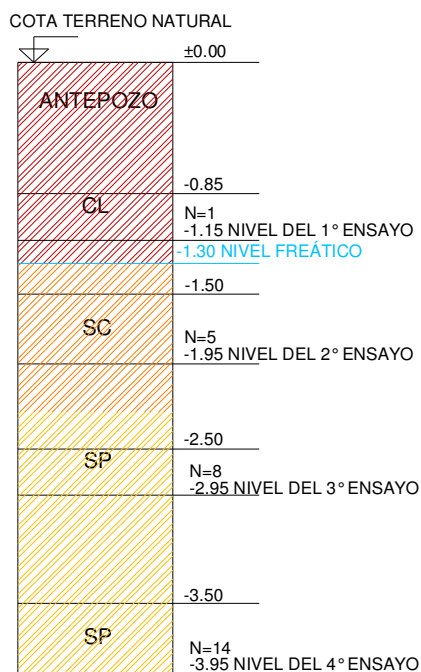 COTA TERRENO NATURAL
±0.00
ANTEPOZO
-0.85
CL
N=1
-1.15 NIVEL DEL 1° ENSAYO
-1.30 NIVEL FREÁTICO
-1.50
SC
N=5
-1.95 NIVEL DEL 2° ENSAYO
-2.50
SP
N=8
-2.95 NIVEL DEL 3° ENSAYO
-3.50
SP
N=14
-3.95 NIVEL DEL 4° ENSAYO